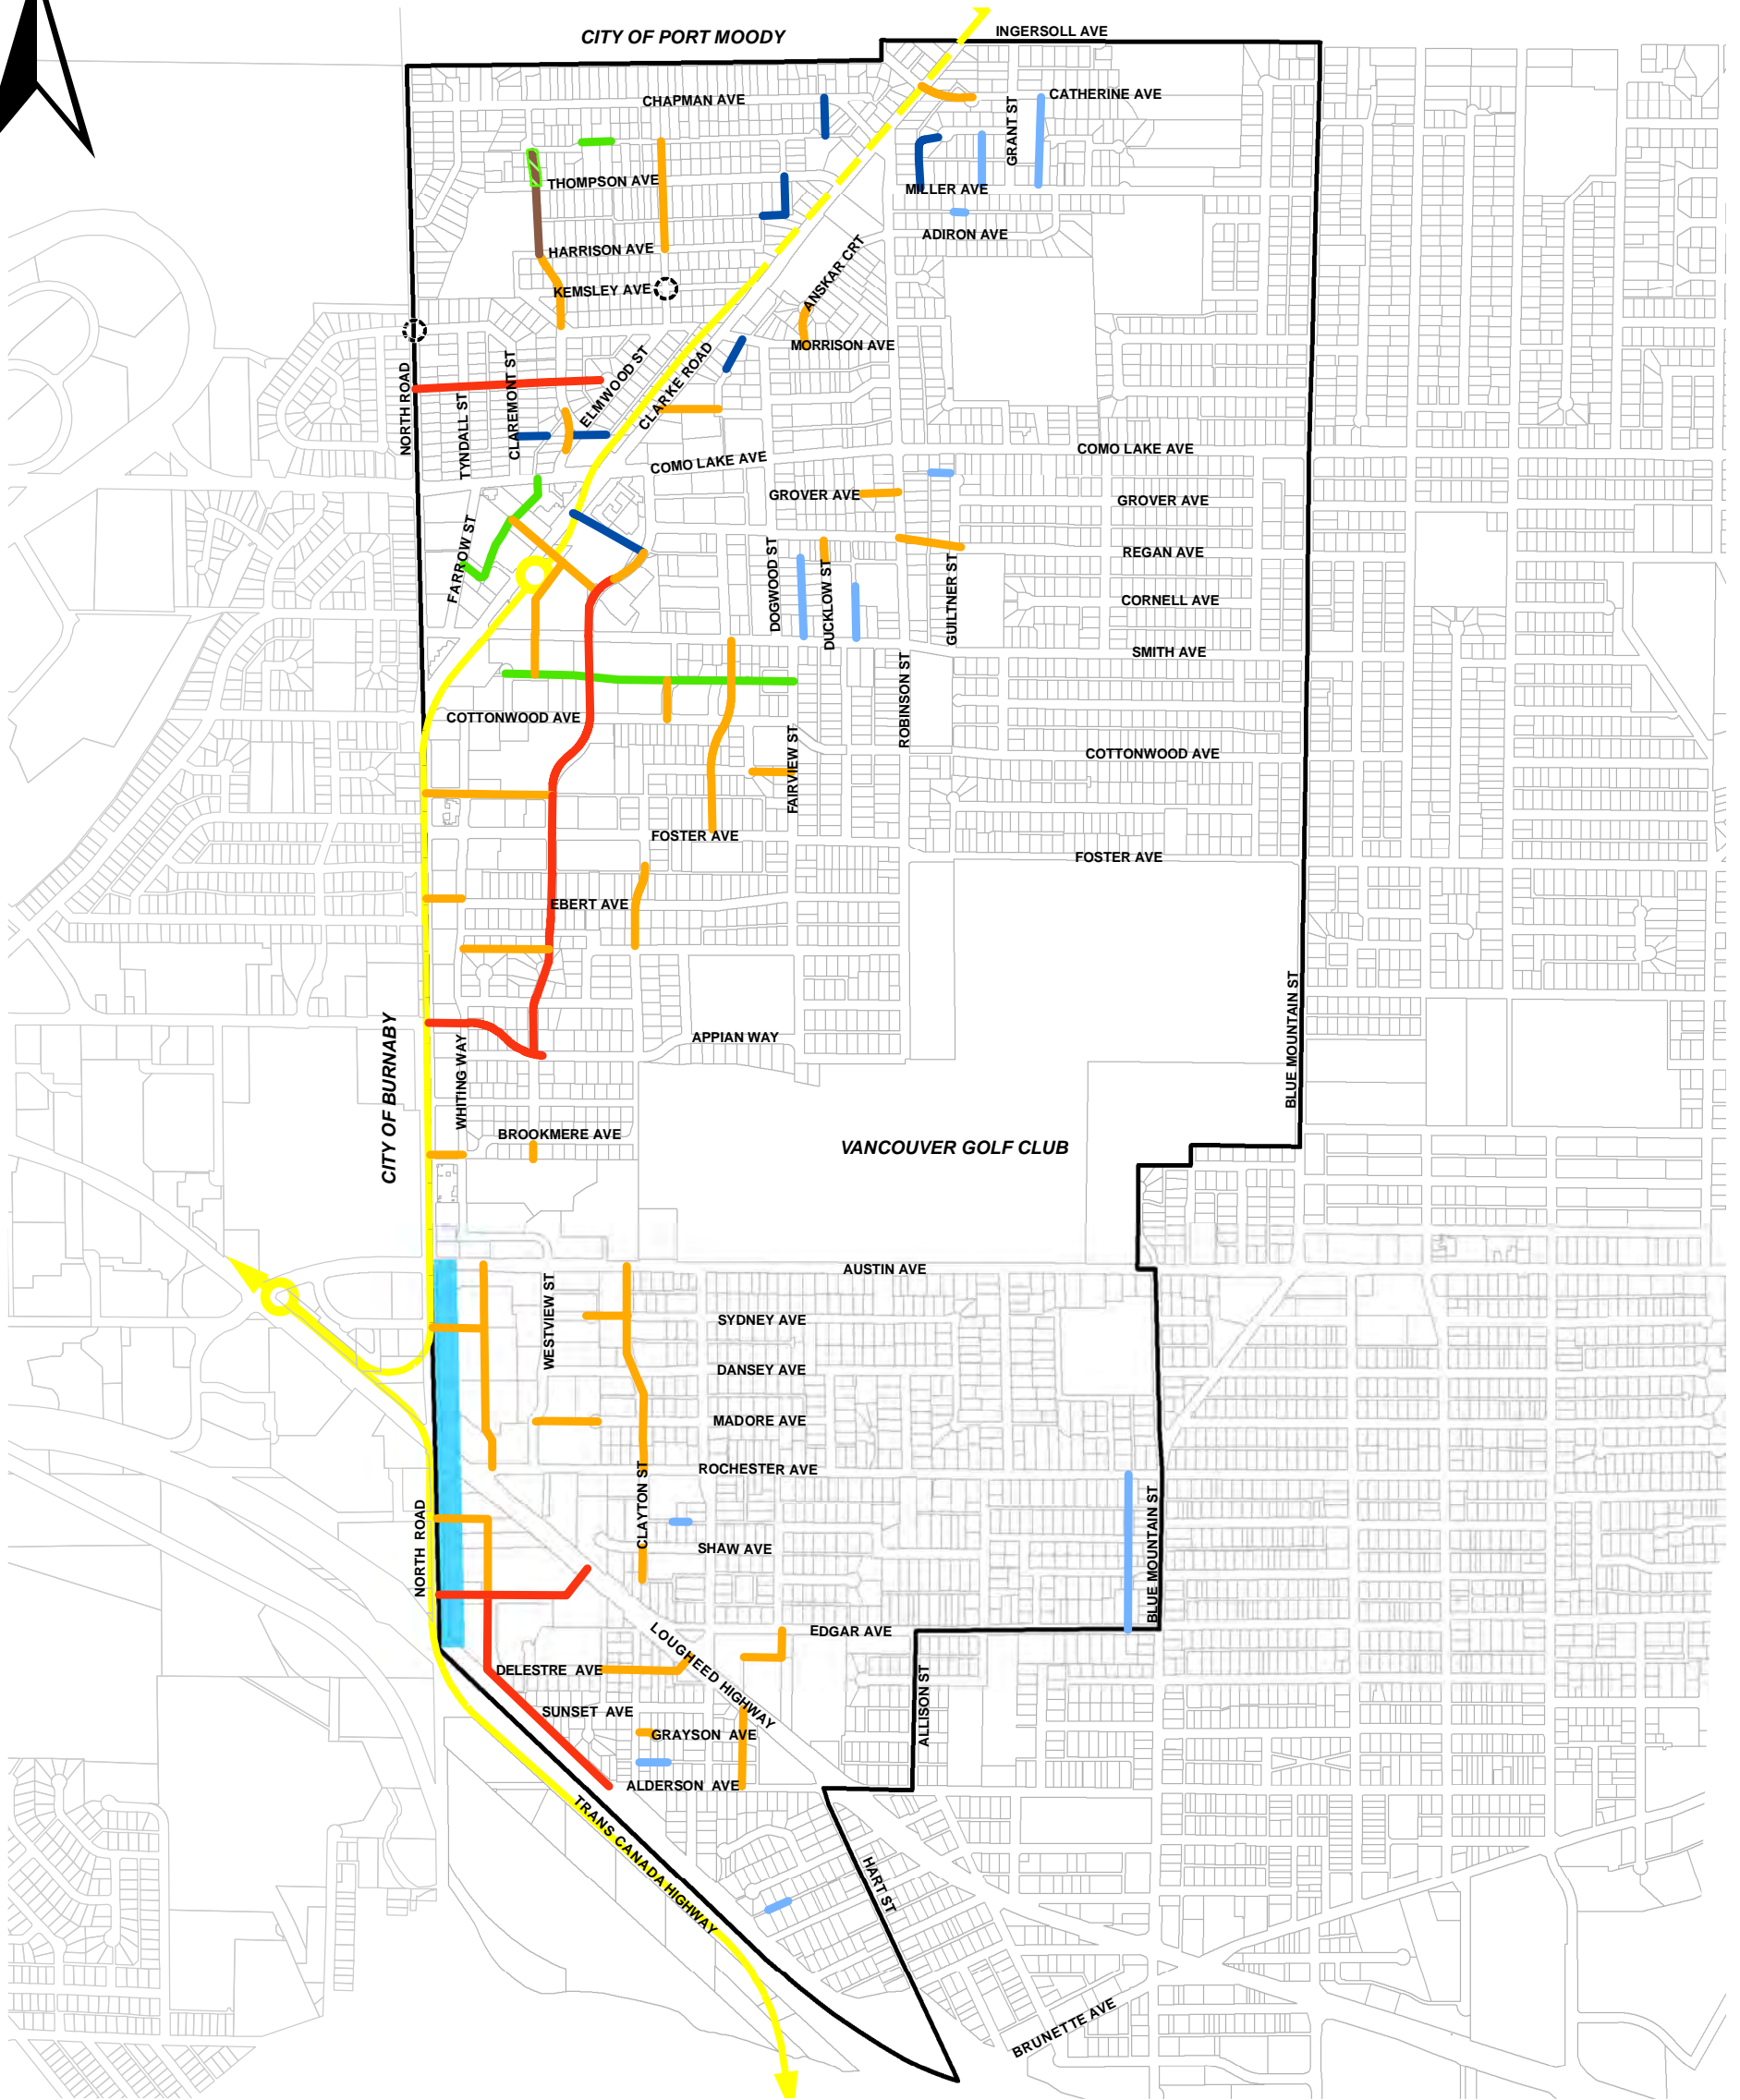 INGERSOLL AVE
CITY OF PORT MOODY
CATHERINE AVE
CHAPMAN AVE
GRANT ST
THOMPSON AVE
MILLER AVE
ADIRON AVE
HARRISON AVE
ANSKAR CRT
KEMSLEY AVE
MORRISON AVE
NORTH ROAD
CLAREMONT ST
ELMWOOD ST
CLARKE ROAD
TYNDALL ST
COMO LAKE AVE
COMO LAKE AVE
GROVER AVE
GROVER AVE
FARROW ST
REGAN AVE
DOGWOOD ST
DUCKLOW ST
GUILTNER ST
CORNELL AVE
SMITH AVE
ROBINSON ST
COTTONWOOD AVE
COTTONWOOD AVE
FAIRVIEW ST
FOSTER AVE
FOSTER AVE
EBERT AVE
BLUE MOUNTAIN ST
CITY OF BURNABY
APPIAN WAY
WHITING WAY
BROOKMERE AVE
VANCOUVER GOLF CLUB
AUSTIN AVE
WESTVIEW ST
SYDNEY AVE
DANSEY AVE
MADORE AVE
ROCHESTER AVE
CLAYTON ST
NORTH ROAD
SHAW AVE
BLUE MOUNTAIN ST
EDGAR AVE
LOUGHEED HIGHWAY
DELESTRE AVE
ALLISON ST
SUNSET AVE
GRAYSON AVE
ALDERSON AVE
TRANS CANADA HIGHWAY
HART ST
BRUNETTE AVE